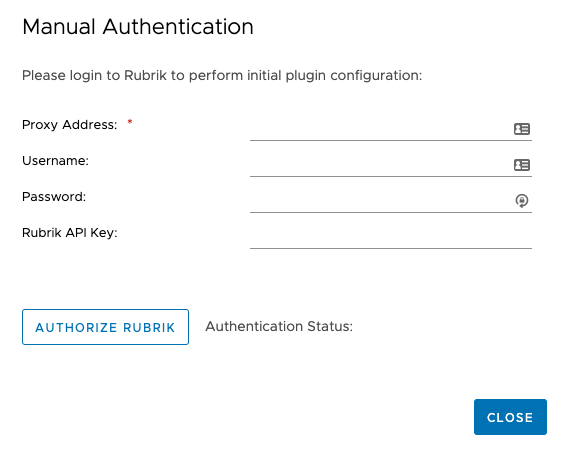 Manual Authentication
Please login to Rubrik to perform initial plugin configuration:
Proxy Address: *
Username:
Password:
Rubrik API Key:
AUTHORIZE RUBRIK Authentication Status:
CLOSE